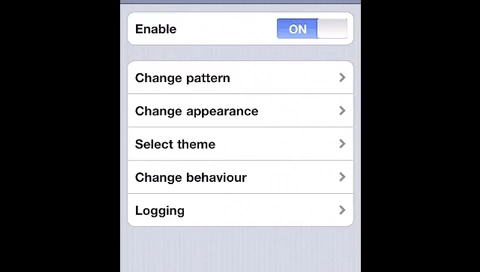 Enable
ON
Change pattern
Change appearance
Select theme
Change behaviour
Logging